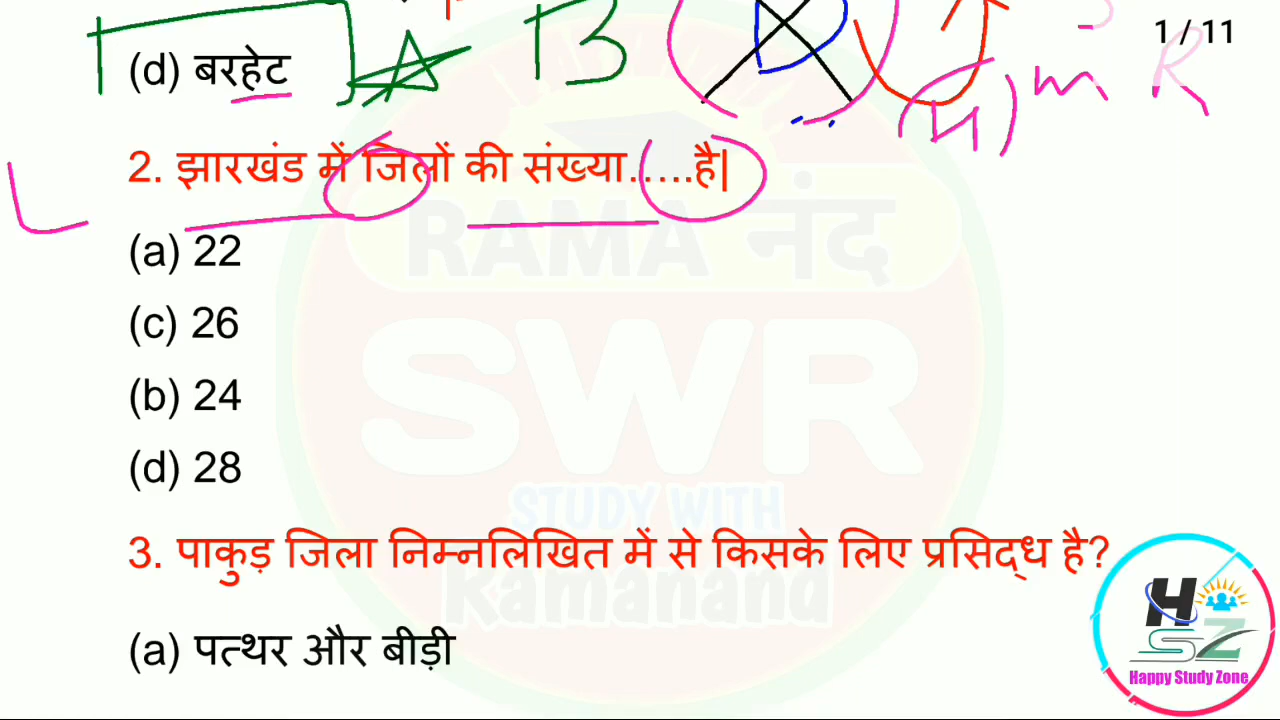 1 / 11
(d) बरहेट
B
(म) m R
2. झारखंड में जिलों की संख्या.....है|
RAMA नंद
(a) 22
(c) 26
SWR
(b) 24
(d) 28
STUDY WITH
3. पाकुड़ जिला निम्नलिखित में से किसके लिए प्रसिद्ध है?
Ramanand
(a) पत्थर और बीड़ी
H
SZ
Happy Study Zone